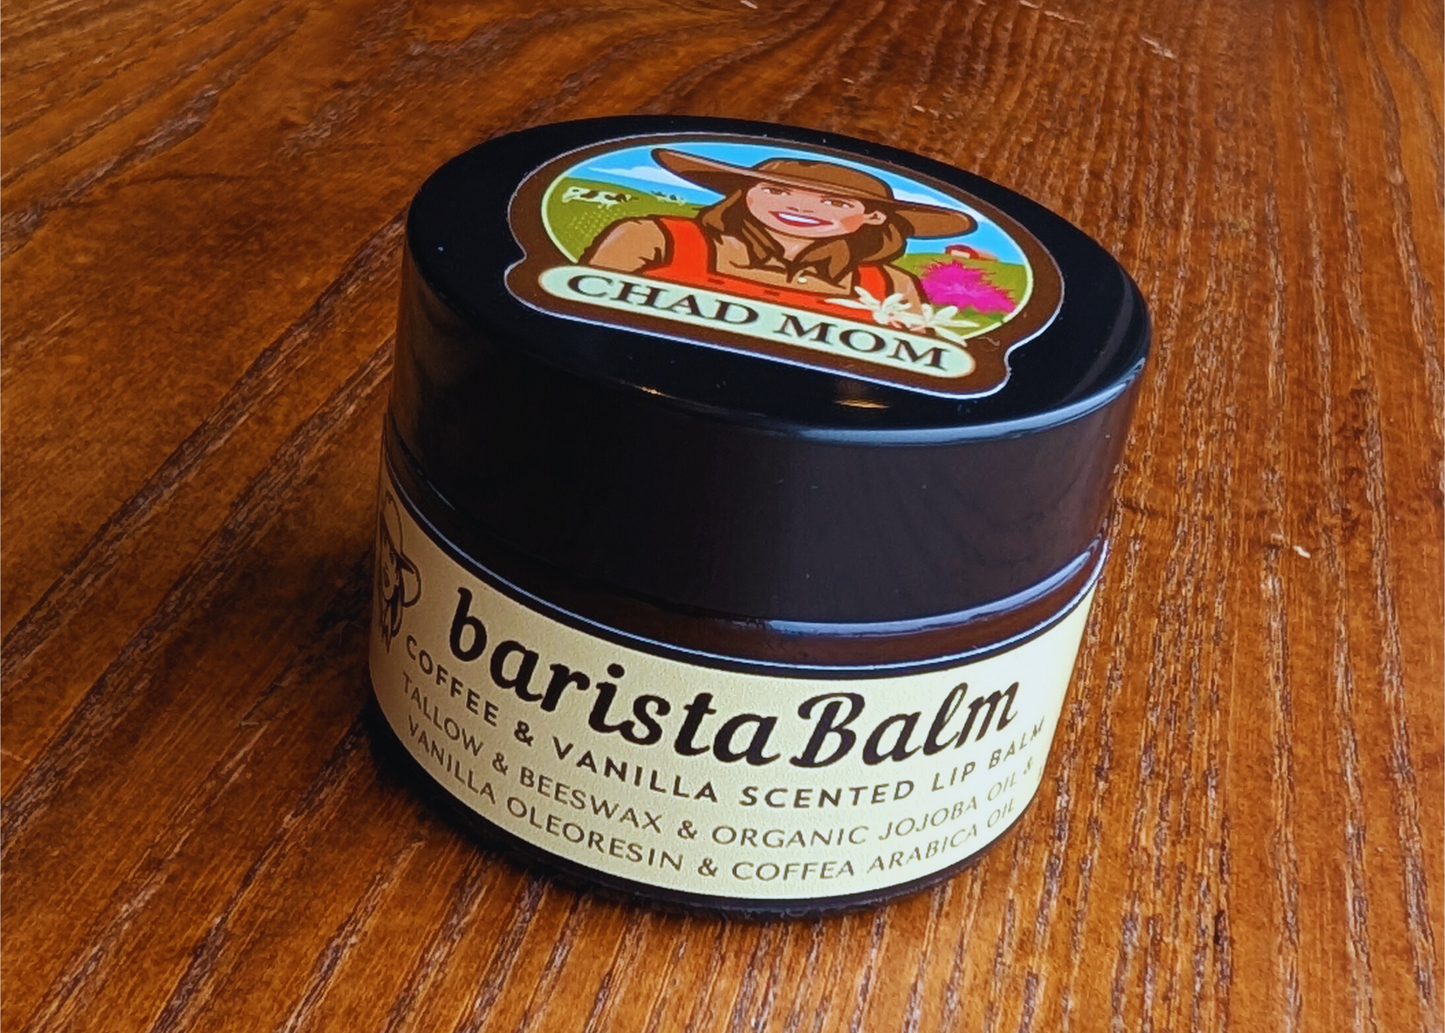 CHAD MOM
baristaBalm
COFFEE & VANILLA SCENTED LIP BALM
TALLOW & BEESWAX & ORGANIC JOJOBA OIL &
VANILLA OLEORESIN & COFFEA ARABICA OIL